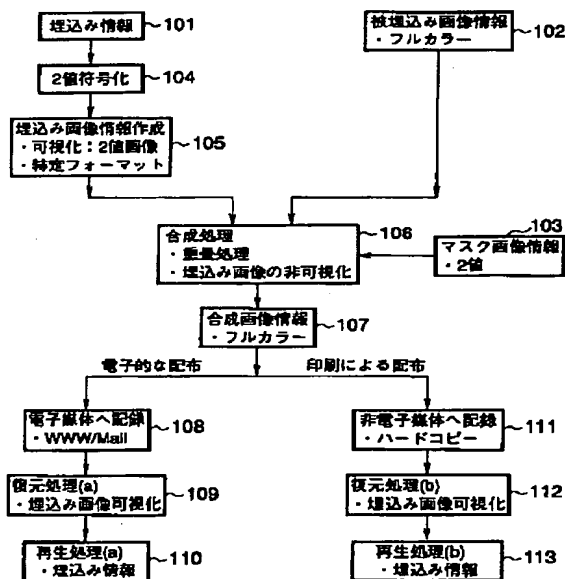 埋込み情報
101
被埋込み画像情報
・フルカラー
102
2値符号化
104
埋込み画像情報作成
・可視化：2値画像
・特定フォーマット
105
合成処理
・重畳処理
・埋込み画像の非可視化
106
103
マスク画像情報
・2値
合成画像情報
・フルカラー
107
電子的な配布
印刷による配布
電子媒体へ記録
・WWW/Mail
108
非電子媒体へ記録
・ハードコピー
111
復元処理(a)
・埋込み画像可視化
109
復元処理(b)
・埋込み画像可視化
112
再生処理(a)
・埋込み情報
110
再生処理(b)
・埋込み情報
113